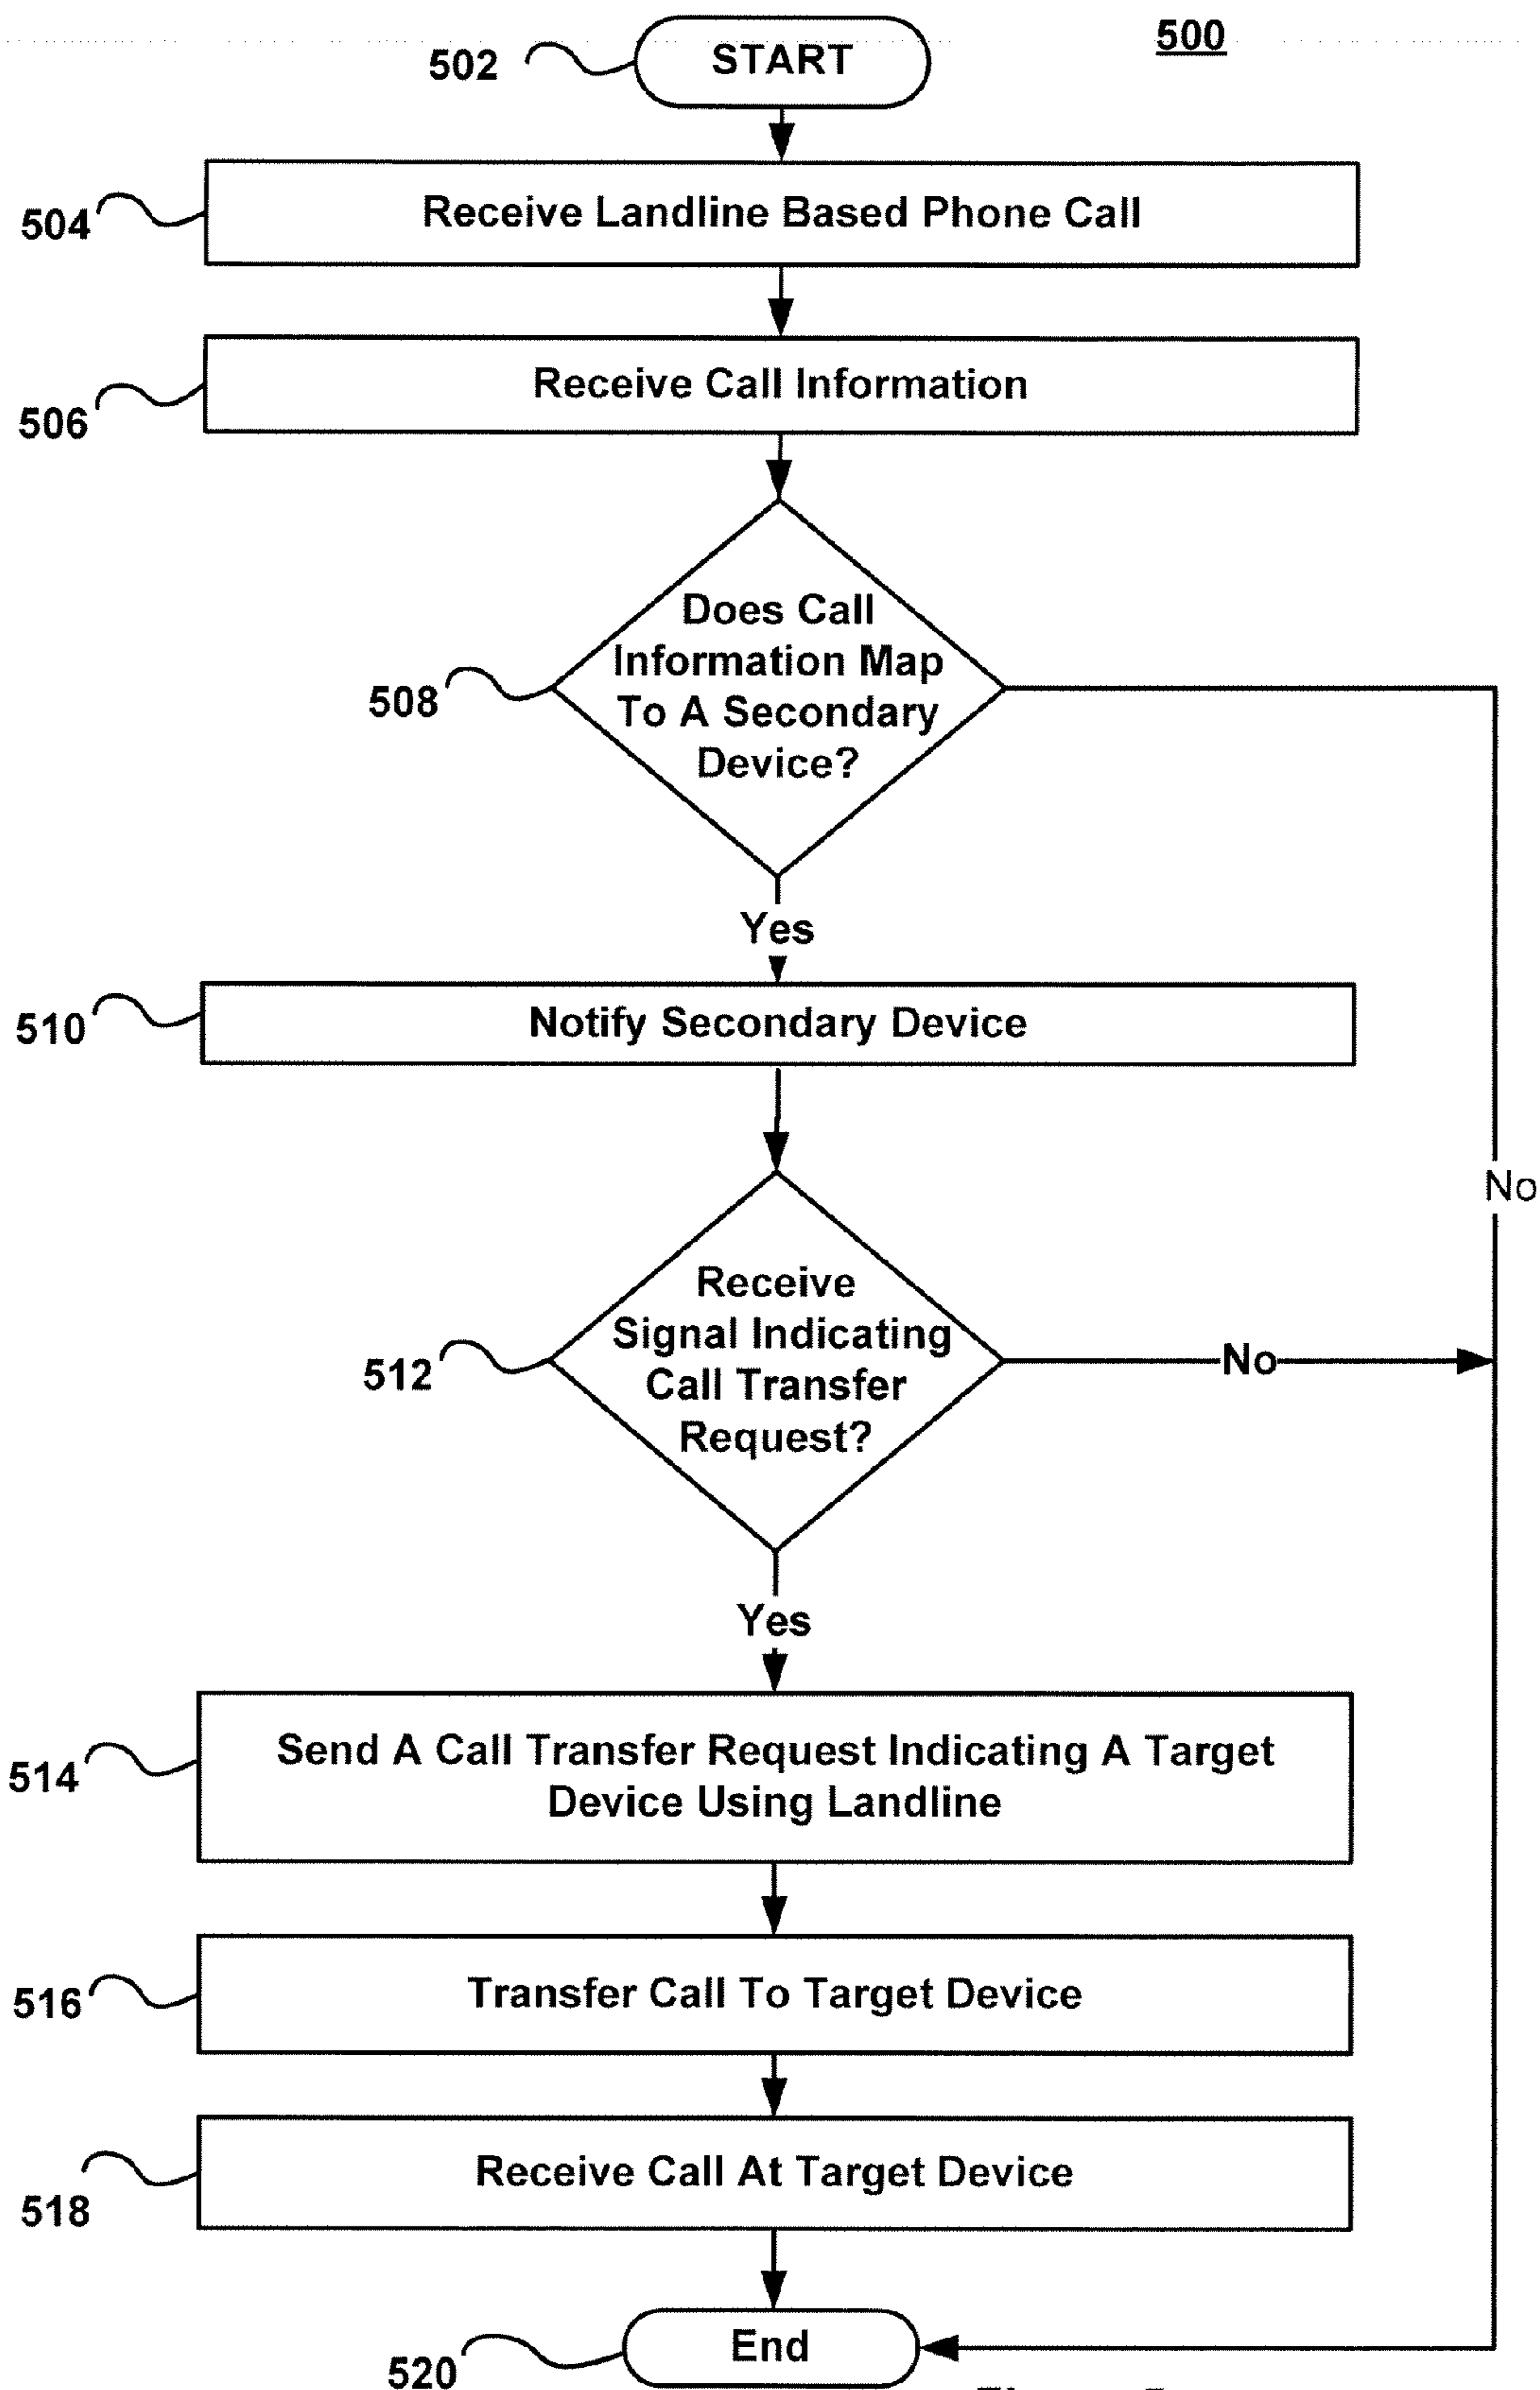 500
502
START
504
Receive Landline Based Phone Call
506
Receive Call Information
508
Does Call
Information Map
To A Secondary
Device?
Yes
510
Notify Secondary Device
No
512
Receive
Signal Indicating
Call Transfer
Request?
No
Yes
514
Send A Call Transfer Request Indicating A Target
Device Using Landline
516
Transfer Call To Target Device
518
Receive Call At Target Device
520
End